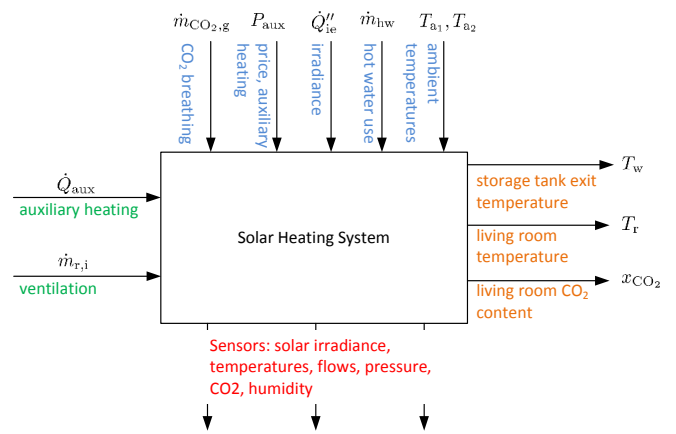 ṁ_CO₂,g P_aux Q̇″_ie ṁ_hw T_a₁, T_a₂
CO₂ breathing
price, auxiliary
heating
irradiance
hot water use
ambient
temperatures
Q̇_aux
auxiliary heating
ṁ_r,i
ventilation
Solar Heating System
T_w
storage tank exit
temperature
T_r
living room
temperature
x_CO₂
living room CO₂
content
Sensors: solar irradiance,
temperatures, flows, pressure,
CO2, humidity